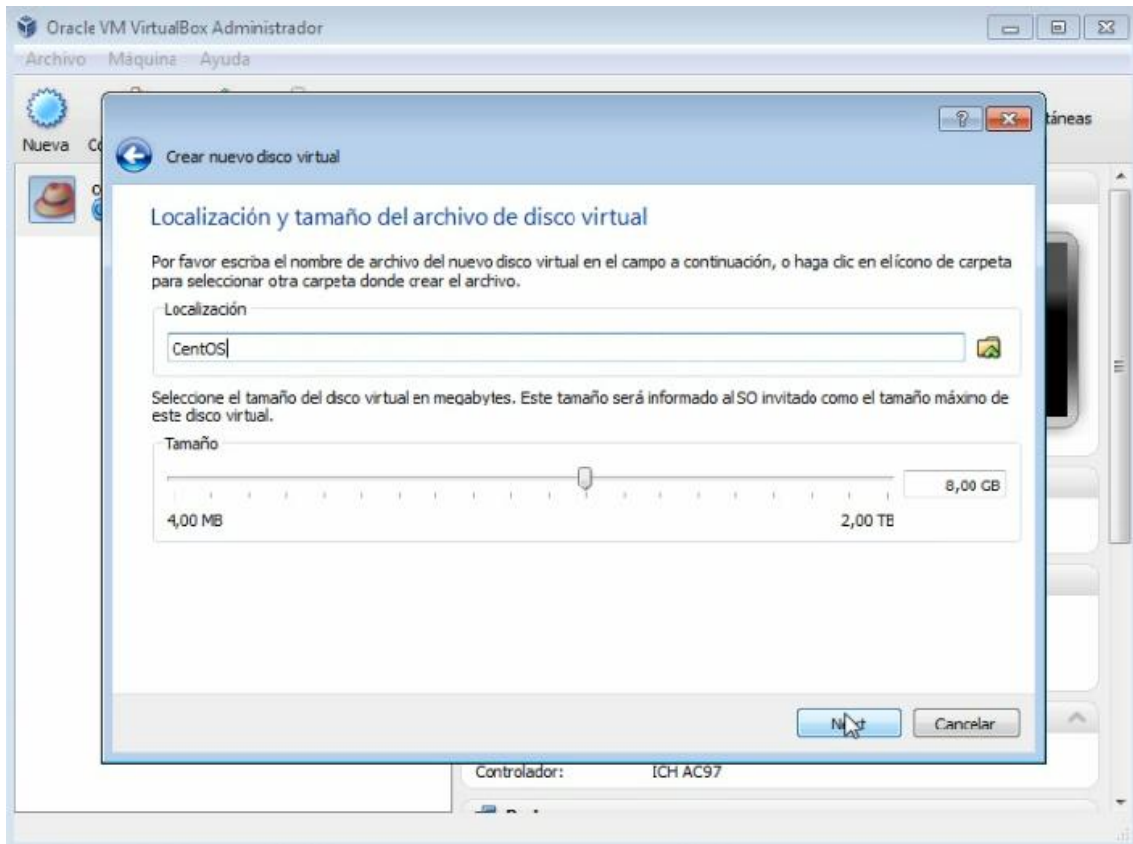 Oracle VM VirtualBox Administrador
Archivo Máquina Ayuda
Nueva
táneas
Crear nuevo disco virtual
Localización y tamaño del archivo de disco virtual
Por favor escriba el nombre de archivo del nuevo disco virtual en el campo a continuación, o haga clic en el ícono de carpeta
para seleccionar otra carpeta donde crear el archivo.
Localización
CentOS
Seleccione el tamaño del disco virtual en megabytes. Este tamaño será informado al SO invitado como el tamaño máximo de
este disco virtual.
Tamaño
8,00 GB
4,00 MB 2,00 TB
Next Cancelar
Controlador: ICH AC97